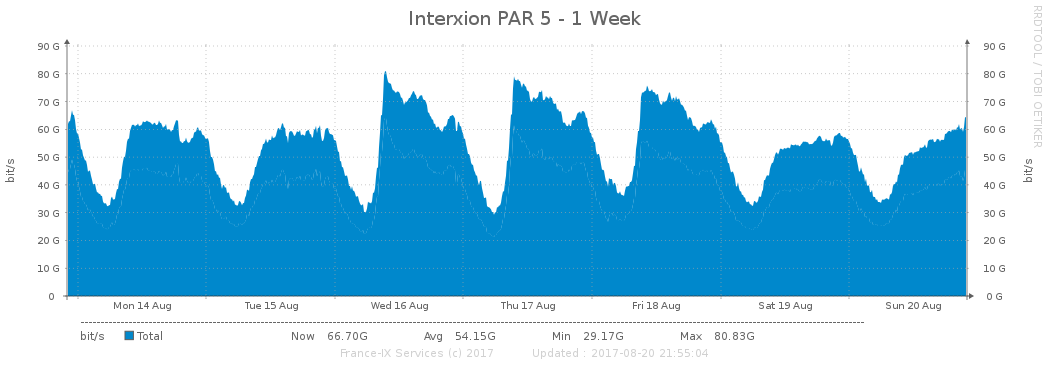 Interxion PAR 5 - 1 Week
RRDTOOL / TOBI OETIKER
bit/s
90 G 90 G
80 G 80 G
70 G 70 G
60 G 60 G
50 G 50 G
40 G 40 G
30 G 30 G
20 G 20 G
10 G 10 G
0 0 G
bit/s
Mon 14 Aug Tue 15 Aug Wed 16 Aug Thu 17 Aug Fri 18 Aug Sat 19 Aug Sun 20 Aug
bit/s Total Now 66.70G Avg 54.15G Min 29.17G Max 80.83G
France-IX Services (c) 2017 Updated : 2017-08-20 21:55:04